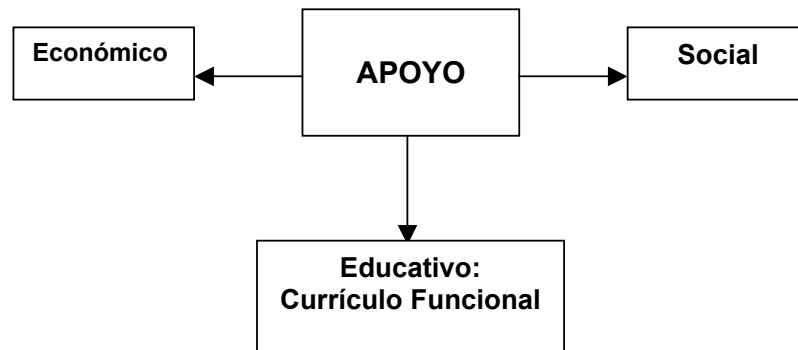 Económico
APOYO
Social
Educativo:
Currículo Funcional